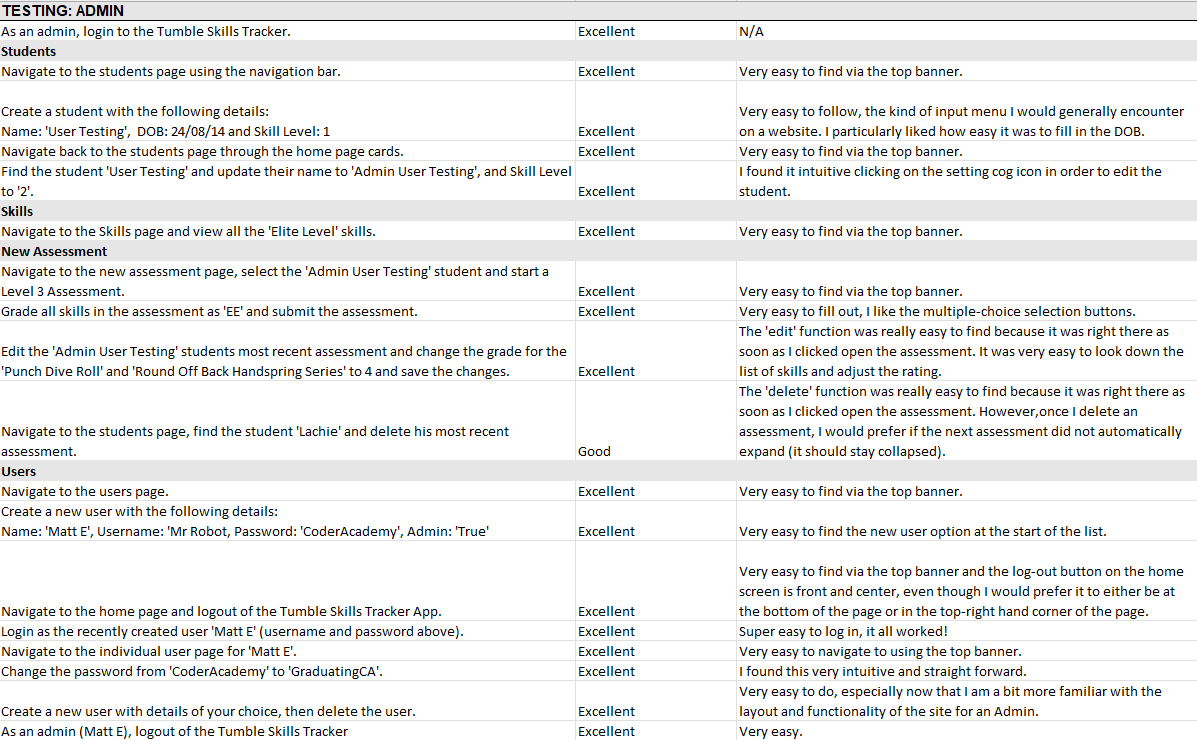 TESTING: ADMIN
As an admin, login to the Tumble Skills Tracker. Excellent N/A
Students
Navigate to the students page using the navigation bar. Excellent Very easy to find via the top banner.
Create a student with the following details:
Name: 'User Testing',  DOB: 24/08/14 and Skill Level: 1 Excellent
Very easy to follow, the kind of input menu I would generally encounter
on a website. I particularly liked how easy it was to fill in the DOB.
Navigate back to the students page through the home page cards. Excellent Very easy to find via the top banner.
Find the student 'User Testing' and update their name to 'Admin User Testing', and Skill Level
to '2'. Excellent
I found it intuitive clicking on the setting cog icon in order to edit the
student.
Skills
Navigate to the Skills page and view all the 'Elite Level' skills. Excellent Very easy to find via the top banner.
New Assessment
Navigate to the new assessment page, select the 'Admin User Testing' student and start a
Level 3 Assessment. Excellent Very easy to find via the top banner.
Grade all skills in the assessment as 'EE' and submit the assessment. Excellent Very easy to fill out, I like the multiple-choice selection buttons.
Edit the 'Admin User Testing' students most recent assessment and change the grade for the
'Punch Dive Roll' and 'Round Off Back Handspring Series' to 4 and save the changes. Excellent
The 'edit' function was really easy to find because it was right there as
soon as I clicked open the assessment. It was very easy to look down the
list of skills and adjust the rating.
Navigate to the students page, find the student 'Lachie' and delete his most recent
assessment. Good
The 'delete' function was really easy to find because it was right there as
soon as I clicked open the assessment. However,once I delete an
assessment, I would prefer if the next assessment did not automatically
expand (it should stay collapsed).
Users
Navigate to the users page. Excellent Very easy to find via the top banner.
Create a new user with the following details:
Name: 'Matt E', Username: 'Mr Robot, Password: 'CoderAcademy', Admin: 'True' Excellent Very easy to find the new user option at the start of the list.
Navigate to the home page and logout of the Tumble Skills Tracker App. Excellent
Very easy to find via the top banner and the log-out button on the home
screen is front and center, even though I would prefer it to either be at
the bottom of the page or in the top-right hand corner of the page.
Login as the recently created user 'Matt E' (username and password above). Excellent Super easy to log in, it all worked!
Navigate to the individual user page for 'Matt E'. Excellent Very easy to navigate to using the top banner.
Change the password from 'CoderAcademy' to 'GraduatingCA'. Excellent I found this very intuitive and straight forward.
Create a new user with details of your choice, then delete the user. Excellent
Very easy to do, especially now that I am a bit more familiar with the
layout and functionality of the site for an Admin.
As an admin (Matt E), logout of the Tumble Skills Tracker Excellent Very easy.